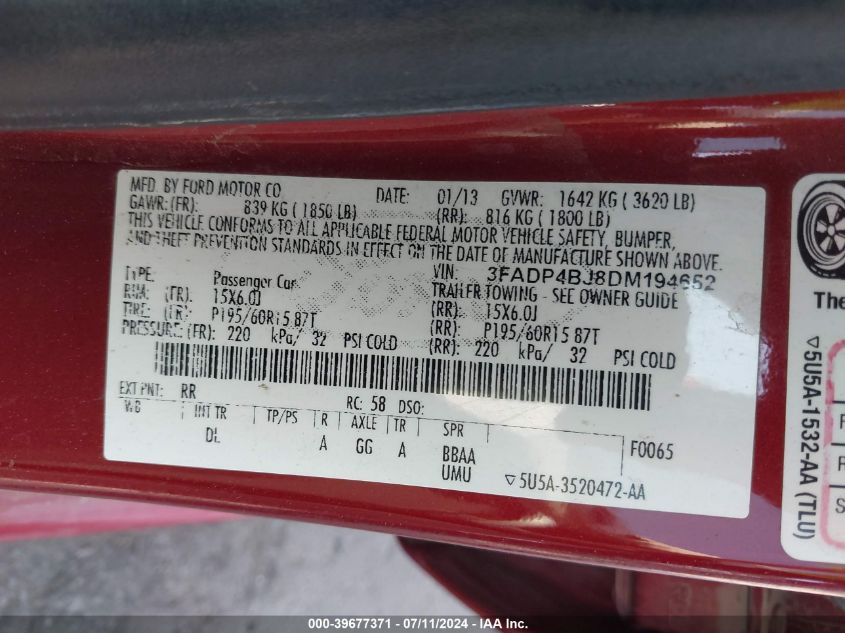 MFD. BY FORD MOTOR CO.
DATE: 01/13 GVWR: 1642 KG ( 3620 LB)
GAWR:(FR): 839 KG ( 1850 LB) (RR): 816 KG ( 1800 LB)
THIS VEHICLE CONFORMS TO ALL APPLICABLE FEDERAL MOTOR VEHICLE SAFETY, BUMPER,
AND THEFT PREVENTION STANDARDS IN EFFECT ON THE DATE OF MANUFACTURE SHOWN ABOVE.
VIN: 3FADP4BJ8DM194652
TYPE: Passenger Car TRAILER TOWING - SEE OWNER GUIDE
RIM: (FR): 15X6.0J (RR): 15X6.0J
TIRE: (FR): P195/60R15 87T (RR): P195/60R15 87T
PRESSURE: (FR): 220 kPa/ 32 PSI COLD (RR): 220 kPa/ 32 PSI COLD
EXT PNT: RR RC: 58 DSO:
WB INT TR TP/PS R AXLE TR SPR F0065
DL A GG A BBAA
UMU ▽5U5A-3520472-AA
The
▽5U5A-1532-AA (TLU)
F
R
S
000-39677371 - 07/11/2024 - IAA Inc.